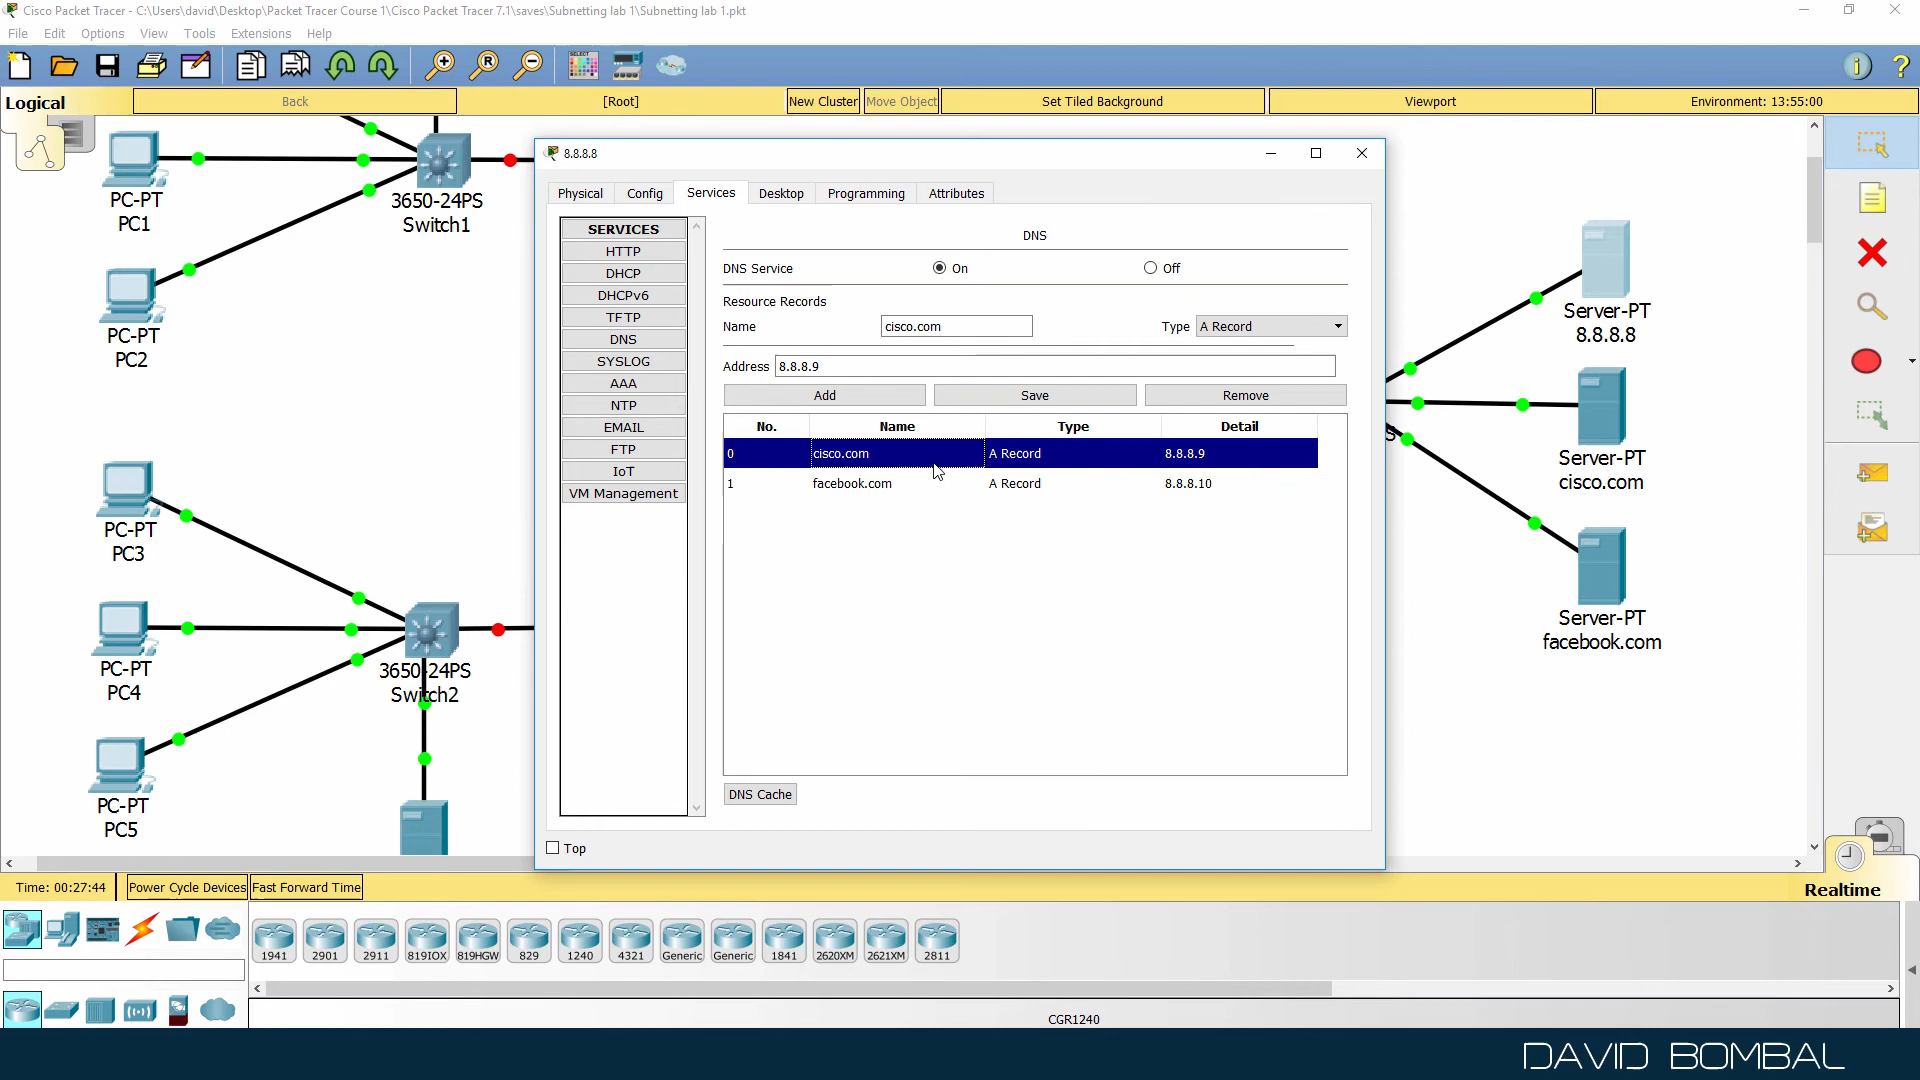 Cisco Packet Tracer - C:\Users\david\Desktop\Packet Tracer Course 1\Cisco Packet Tracer 7.1\saves\Subnetting lab 1\Subnetting lab 1.pkt
File Edit Options View Tools Extensions Help
Logical Back [Root] New Cluster Move Object Set Tiled Background Viewport Environment: 13:55:00
PC-PT
PC1
3650-24PS
Switch1
PC-PT
PC2
PC-PT
PC3
PC-PT
PC4
3650-24PS
Switch2
PC-PT
PC5
8.8.8.8
Physical Config Services Desktop Programming Attributes
SERVICES
HTTP
DHCP
DHCPv6
TFTP
DNS
SYSLOG
AAA
NTP
EMAIL
FTP
IoT
VM Management
DNS
DNS Service On Off
Resource Records
Name cisco.com Type A Record
Address 8.8.8.9
Add Save Remove
No. Name Type Detail
0 cisco.com A Record 8.8.8.9
1 facebook.com A Record 8.8.8.10
DNS Cache
Top
Server-PT
8.8.8.8
Server-PT
cisco.com
Server-PT
facebook.com
Time: 00:27:44 Power Cycle Devices Fast Forward Time Realtime
1941 2901 2911 819IOX 819HGW 829 1240 4321 Generic Generic 1841 2620XM 2621XM 2811
CGR1240
DAVID BOMBAL